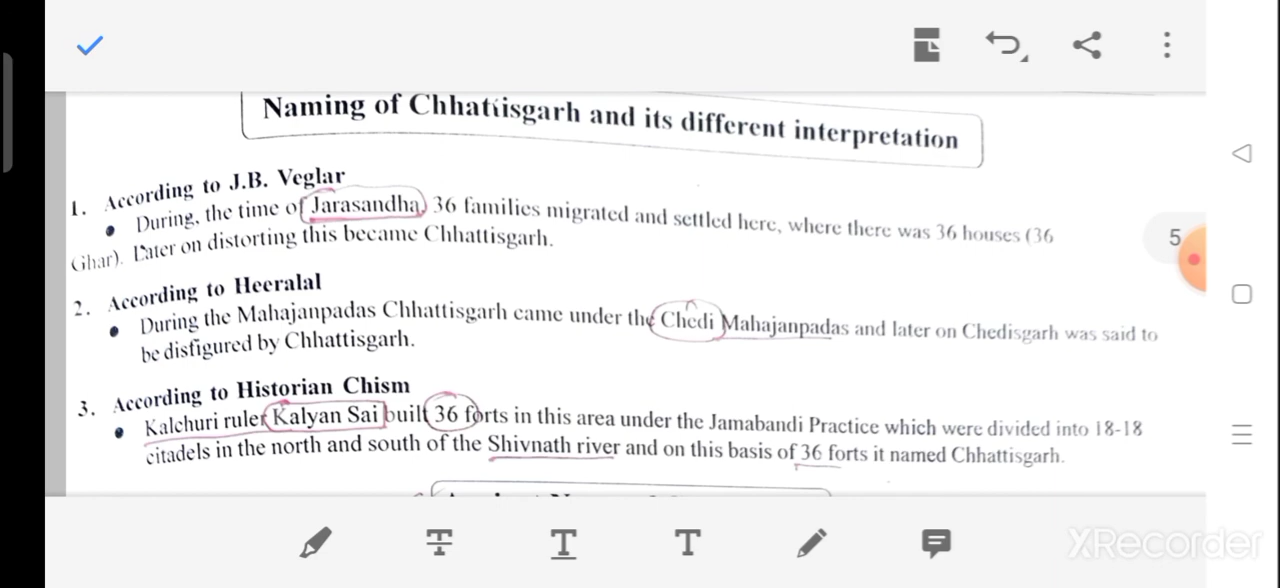 Naming of Chhattisgarh and its different interpretation
1. According to J.B. Veglar
• During, the time of Jarasandha, 36 families migrated and settled here, where there was 36 houses (36
Ghar). Later on distorting this became Chhattisgarh.
5
2. According to Heeralal
• During the Mahajanpadas Chhattisgarh came under the Chedi Mahajanpadas and later on Chedisgarh was said to
be disfigured by Chhattisgarh.
3. According to Historian Chism
• Kalchuri ruler Kalyan Sai built 36 forts in this area under the Jamabandi Practice which were divided into 18-18
citadels in the north and south of the Shivnath river and on this basis of 36 forts it named Chhattisgarh.
T T T
XRecorder